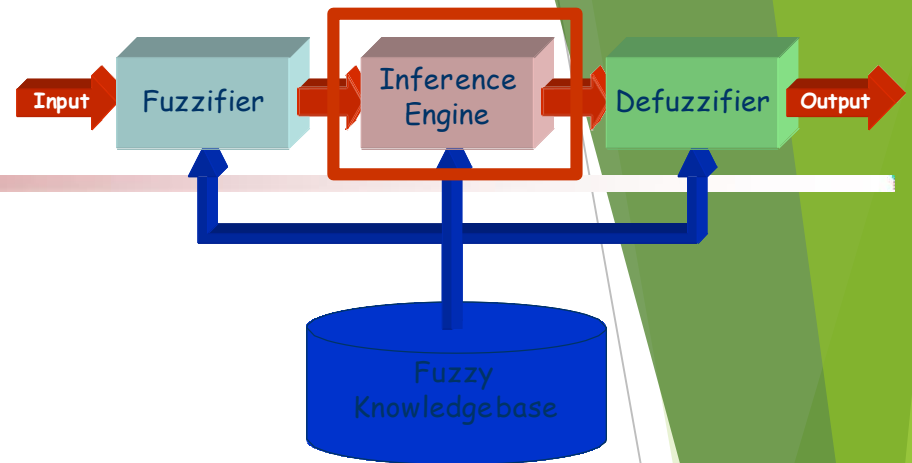 Input
Fuzzifier
Inference
Engine
Defuzzifier
Output
Fuzzy
Knowledgebase